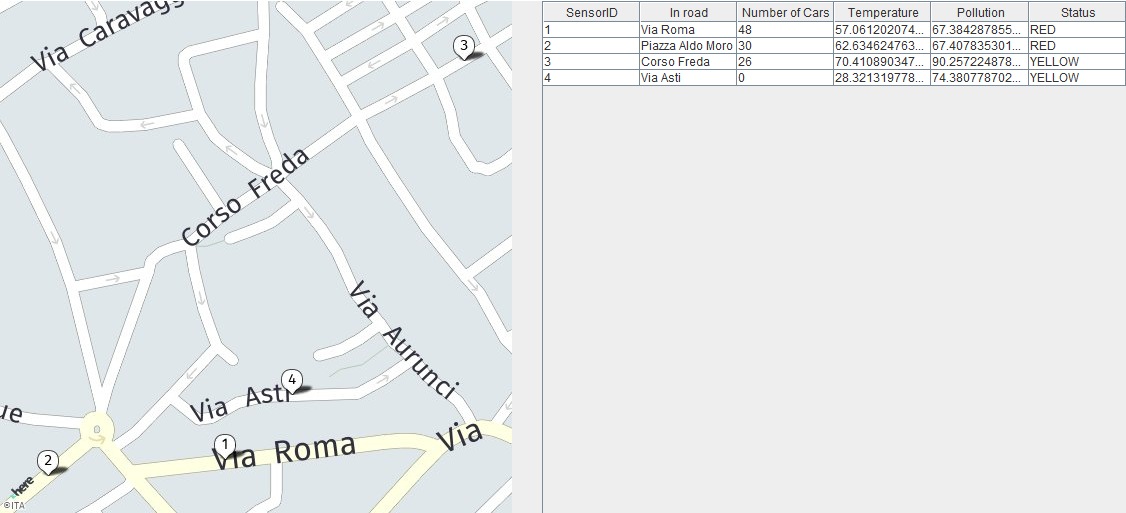 Via Caravagg
3
Corso Freda
Via Aurunci
4
Via Asti
ue
1
Via Roma
Via
2
here
©ITA
SensorID In road Number of Cars Temperature Pollution Status
1 Via Roma 48 57.061202074... 67.384287855... RED
2 Piazza Aldo Moro 30 62.634624763... 67.407835301... RED
3 Corso Freda 26 70.410890347... 90.257224878... YELLOW
4 Via Asti 0 28.321319778... 74.380778702... YELLOW